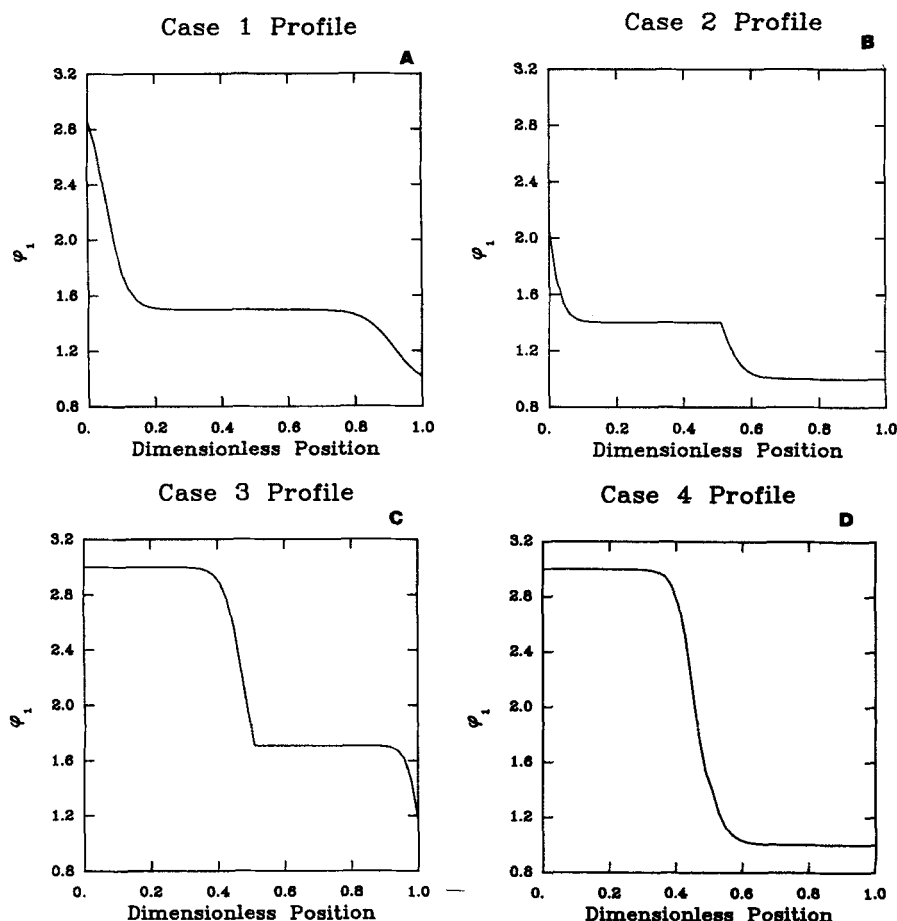 Case 1 Profile
A
3.2
2.8
2.4
2.0
1.6
1.2
0.8
φ₁
0. 0.2 0.4 0.6 0.8 1.0
Dimensionless Position
Case 2 Profile
B
3.2
2.8
2.4
2.0
1.6
1.2
0.8
φ₁
0. 0.2 0.4 0.6 0.8 1.0
Dimensionless Position
Case 3 Profile
C
3.2
2.8
2.4
2.0
1.6
1.2
0.8
φ₁
0. 0.2 0.4 0.6 0.8 1.0
Dimensionless Position
Case 4 Profile
D
3.2
2.8
2.4
2.0
1.6
1.2
0.8
φ₁
0. 0.2 0.4 0.6 0.8 1.0
Dimensionless Position